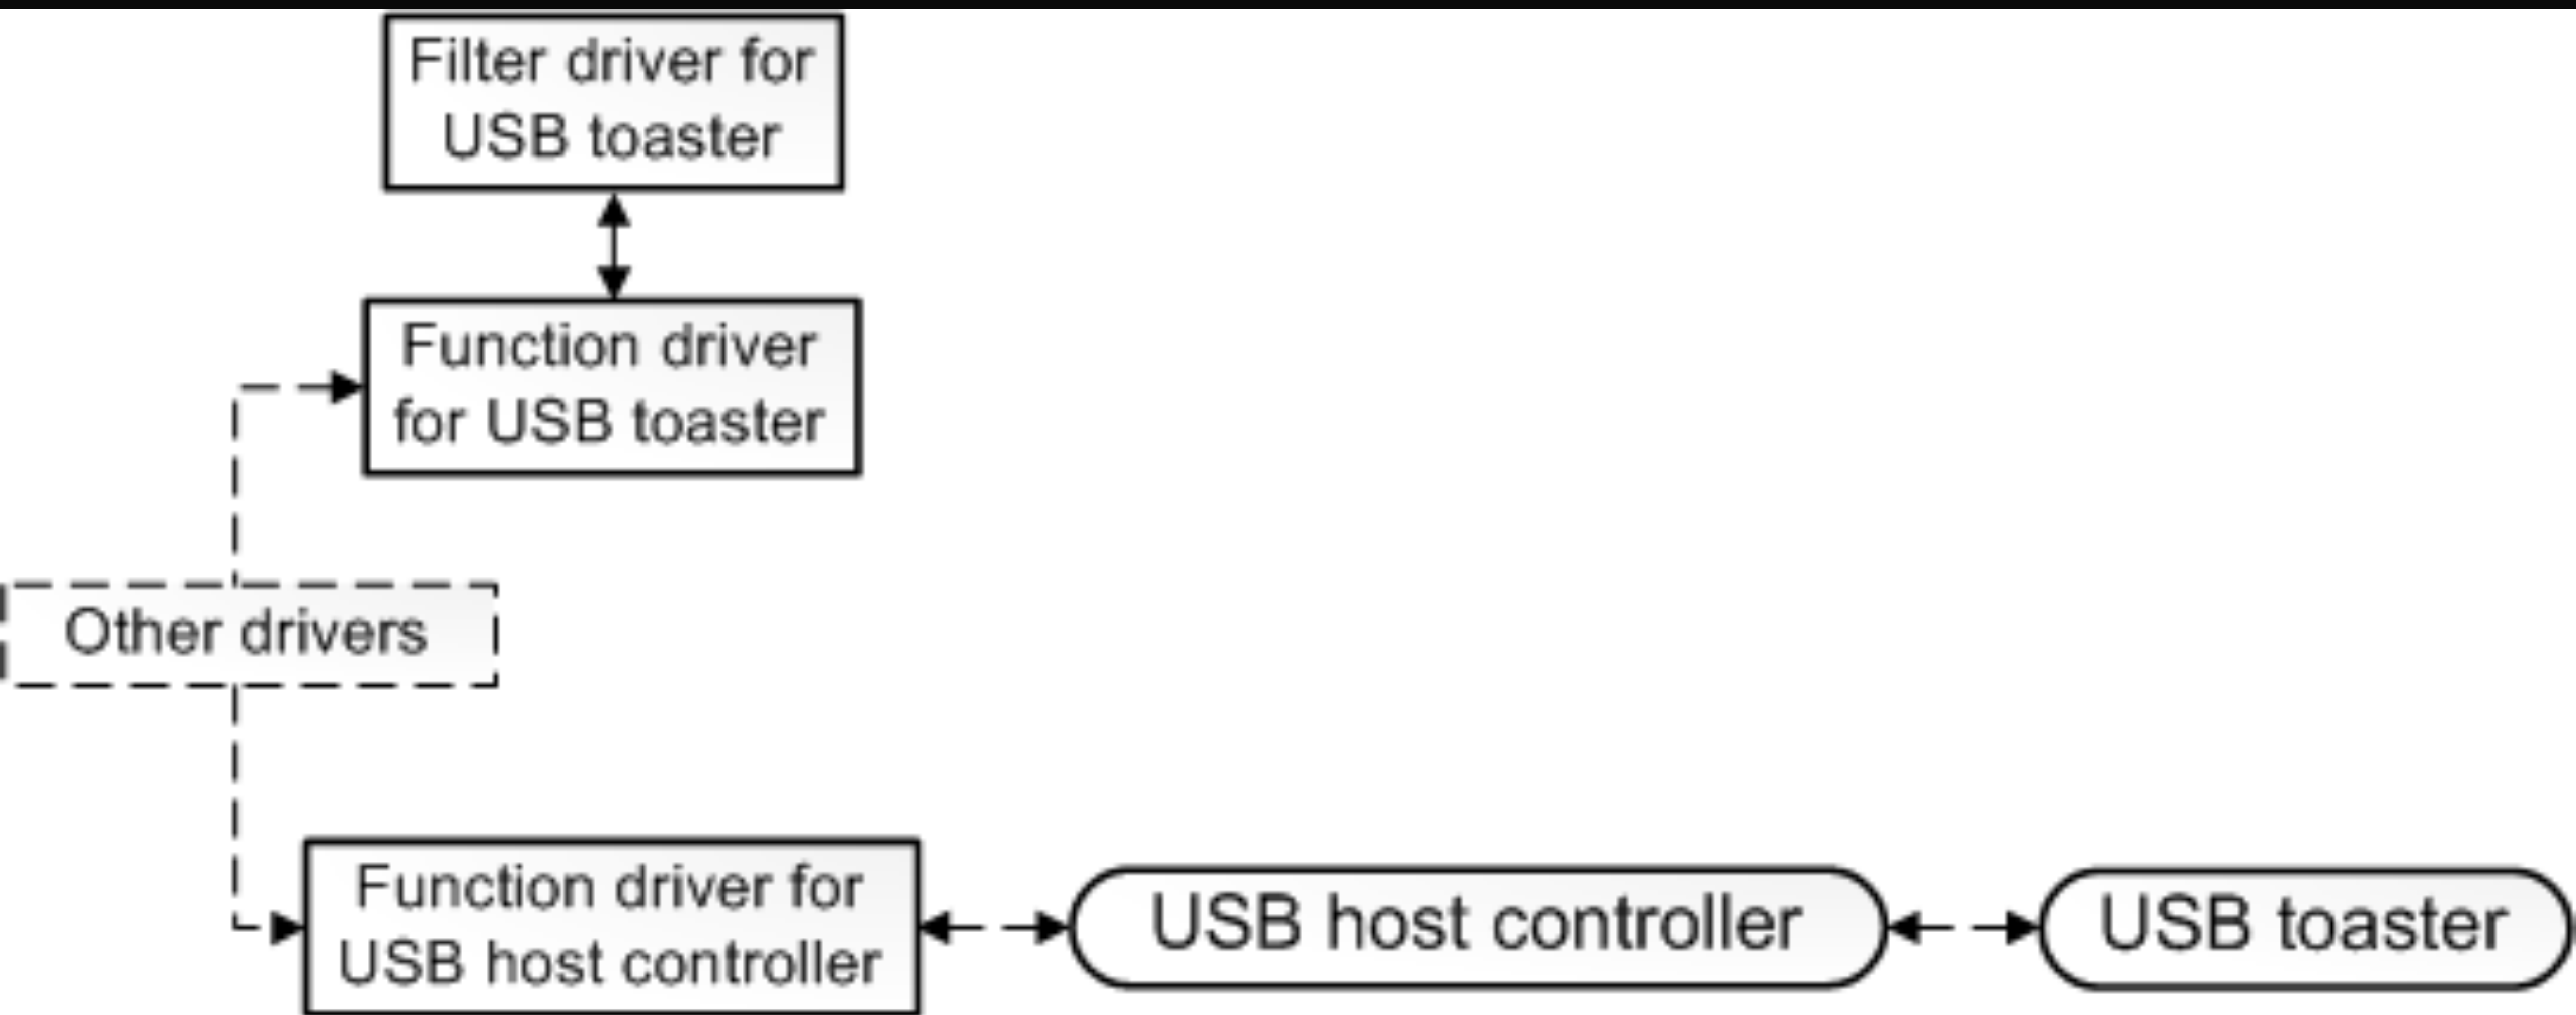 Filter driver for
USB toaster
Function driver
for USB toaster
Other drivers
Function driver for
USB host controller
USB host controller
USB toaster